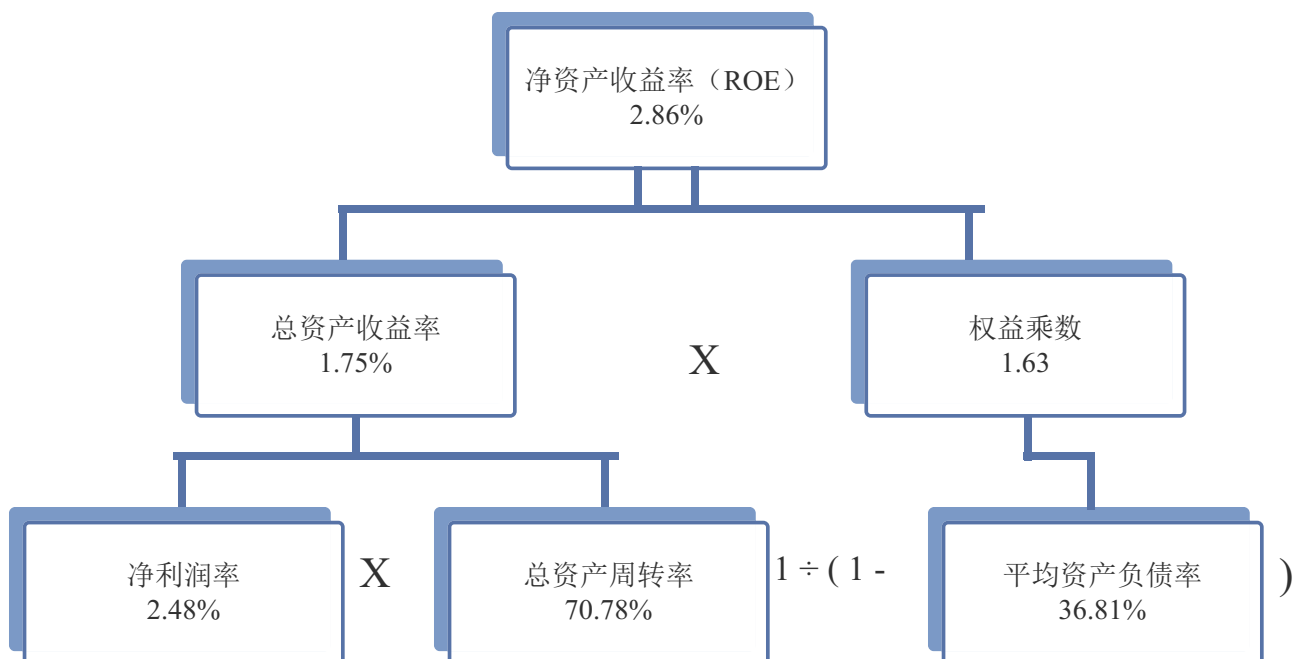 净资产收益率（ROE）
2.86%
总资产收益率
1.75%
X
权益乘数
1.63
净利润率
2.48%
X
总资产周转率
70.78%
1 ÷ ( 1 -
平均资产负债率
36.81%
)